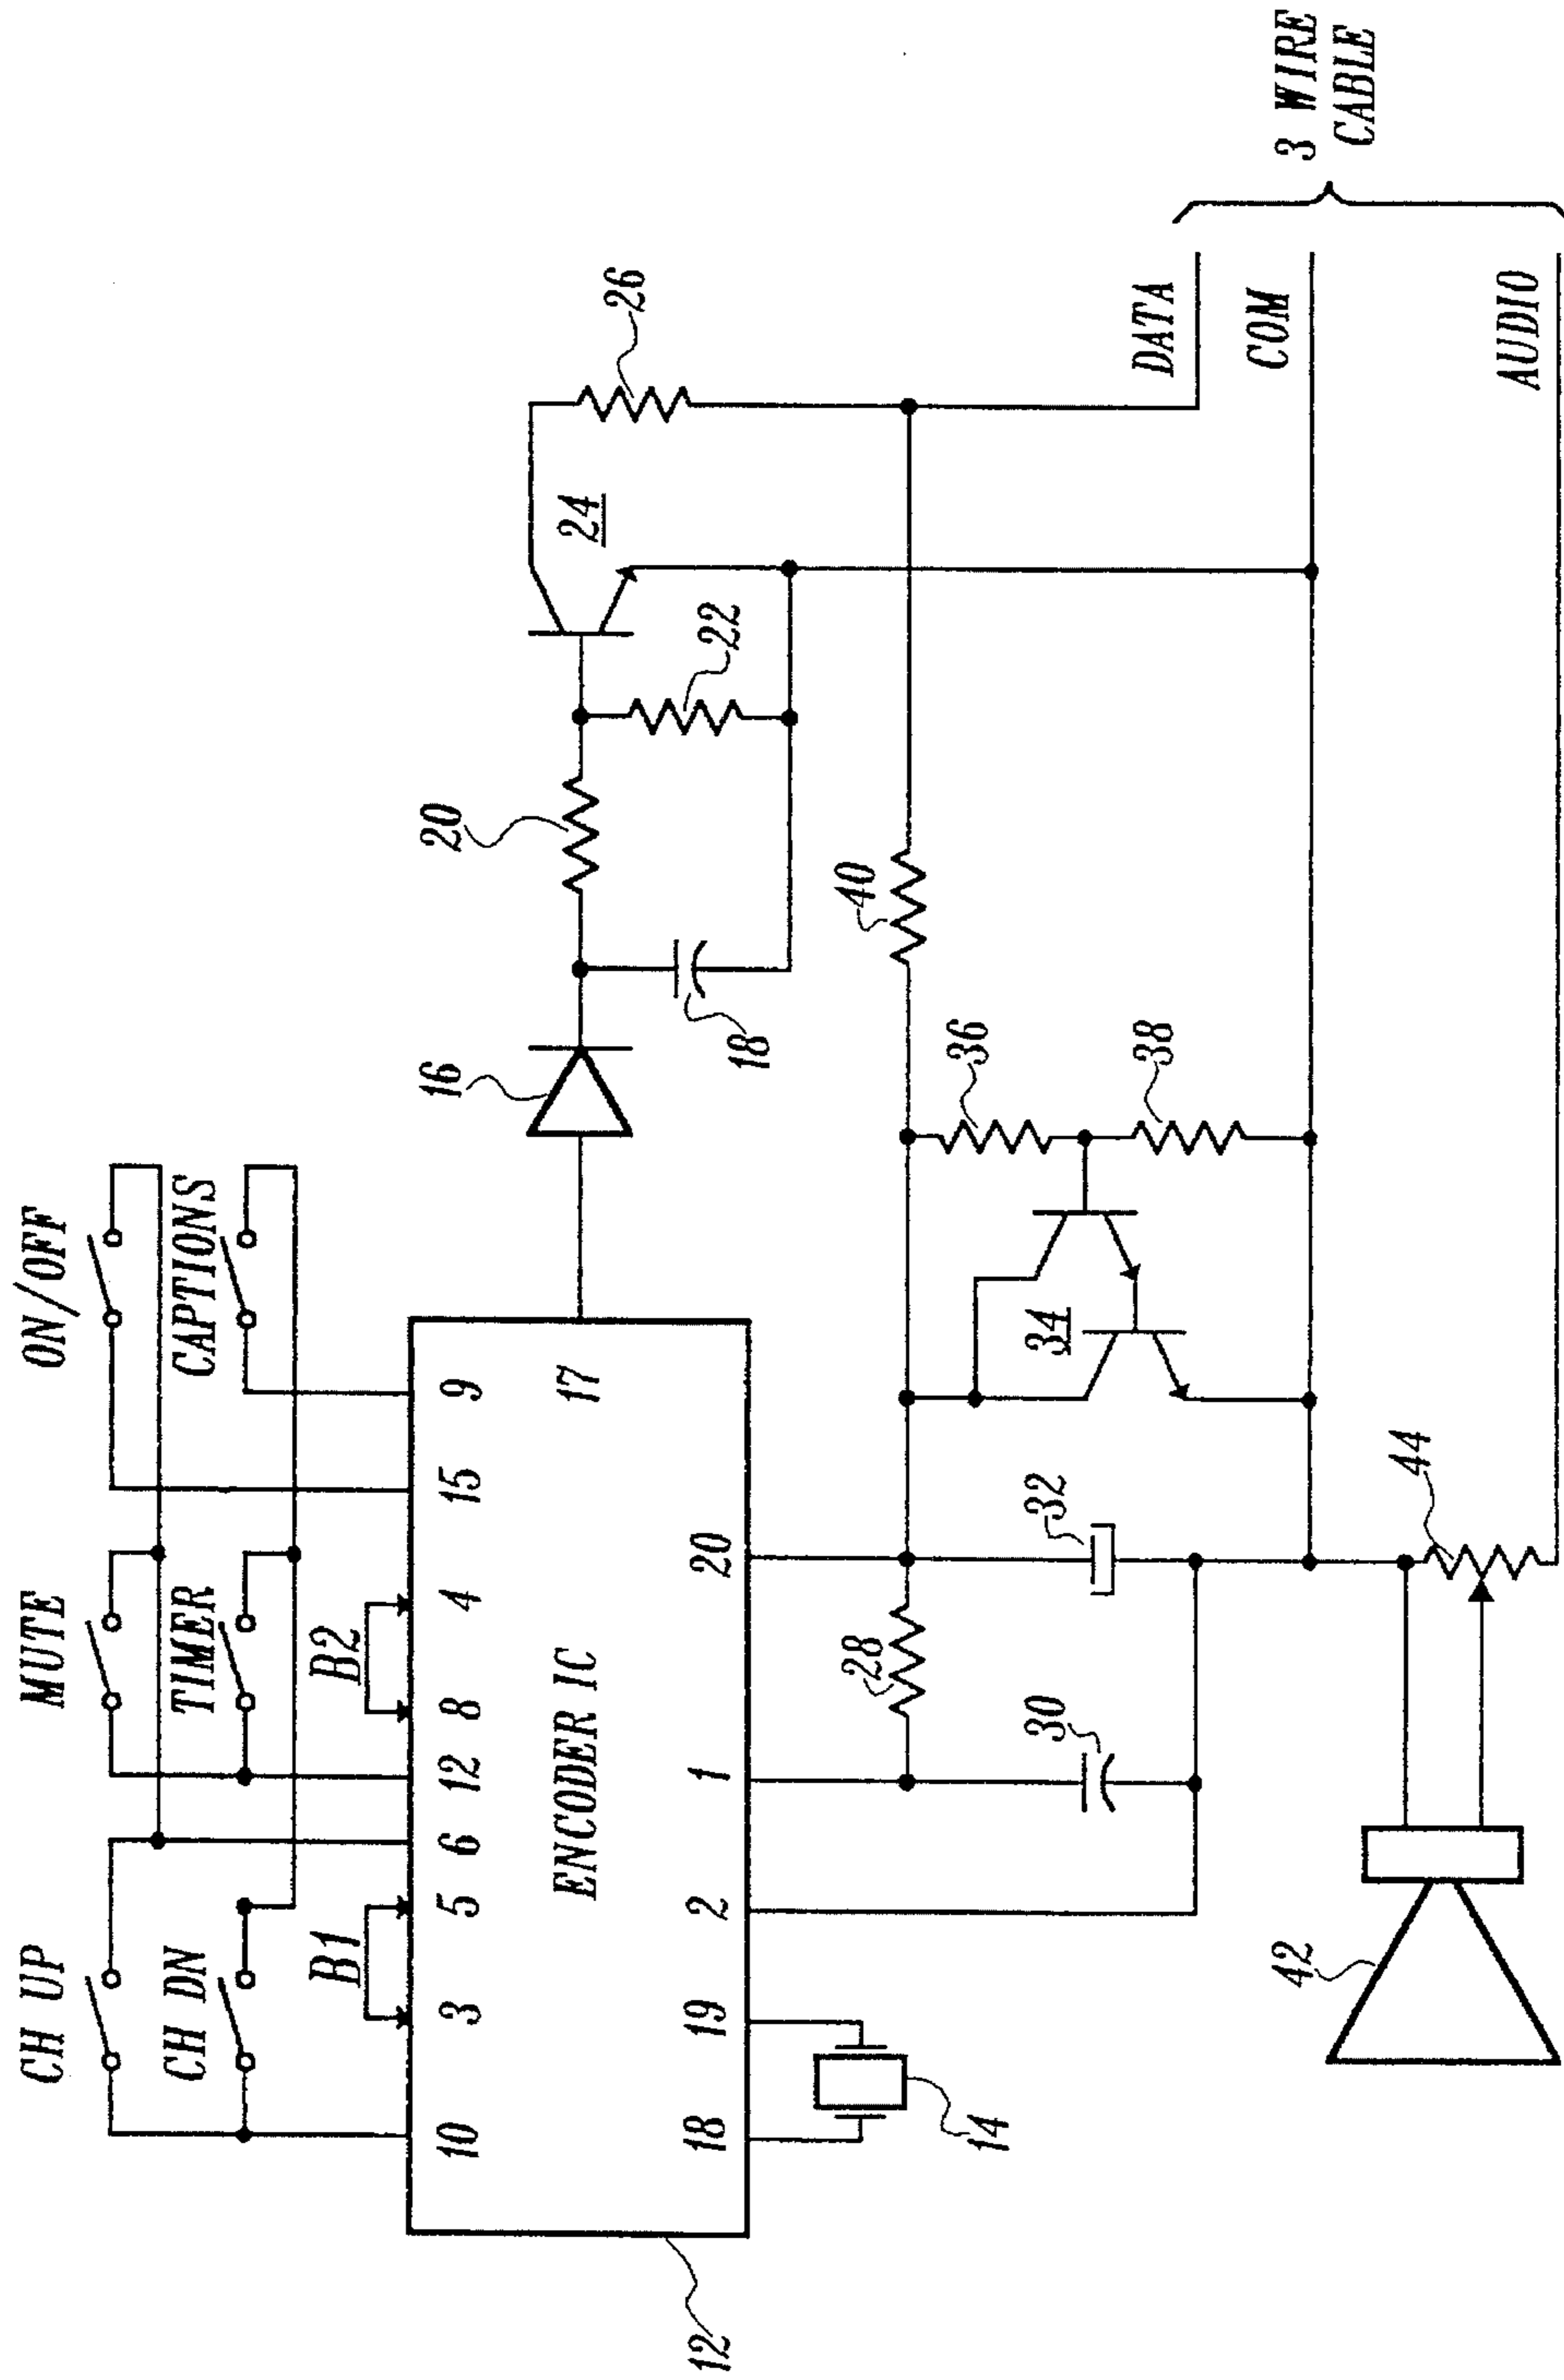 CH UP
MUTE
ON/OFF
CH DN
TIMER
CAPTIONS
B1
B2
10 3 5 6 12 8 4 15 9
17
ENCODER IC
18 19 2 1 20
12
14
16
18
20
22
24
26
28
30
32
34
36
38
40
42
44
DATA
COM
AUDIO
3 WIRE
CABLE